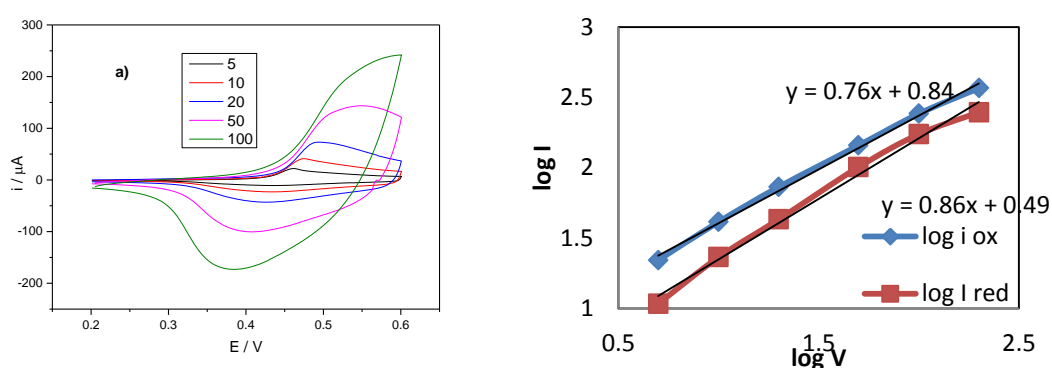 300
200
100
0
-100
-200
i / µA
a)
5
10
20
50
100
0.2
0.3
0.4
0.5
0.6
E / V
3
2.5
2
1.5
1
log I
y = 0.76x + 0.84
y = 0.86x + 0.49
log i ox
log I red
0.5
1.5
2.5
log V